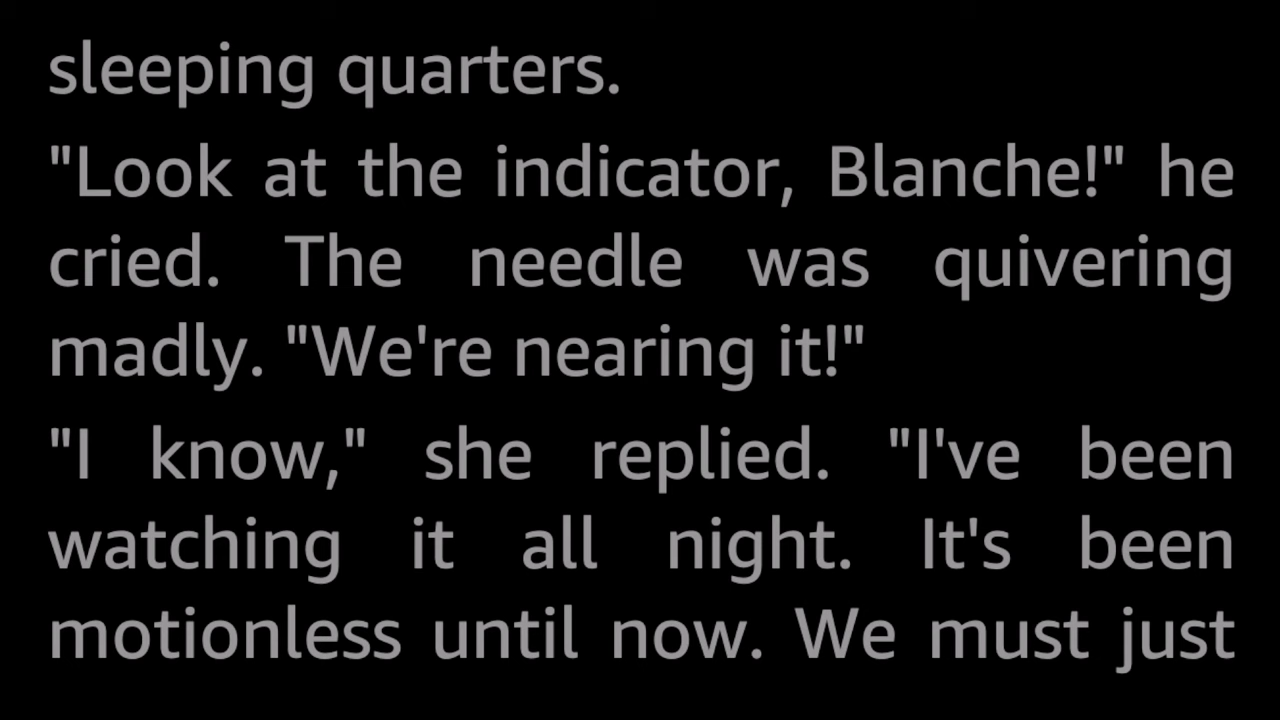 sleeping quarters.
"Look at the indicator, Blanche!" he
cried. The needle was quivering
madly. "We're nearing it!"
"I know," she replied. "I've been
watching it all night. It's been
motionless until now. We must just